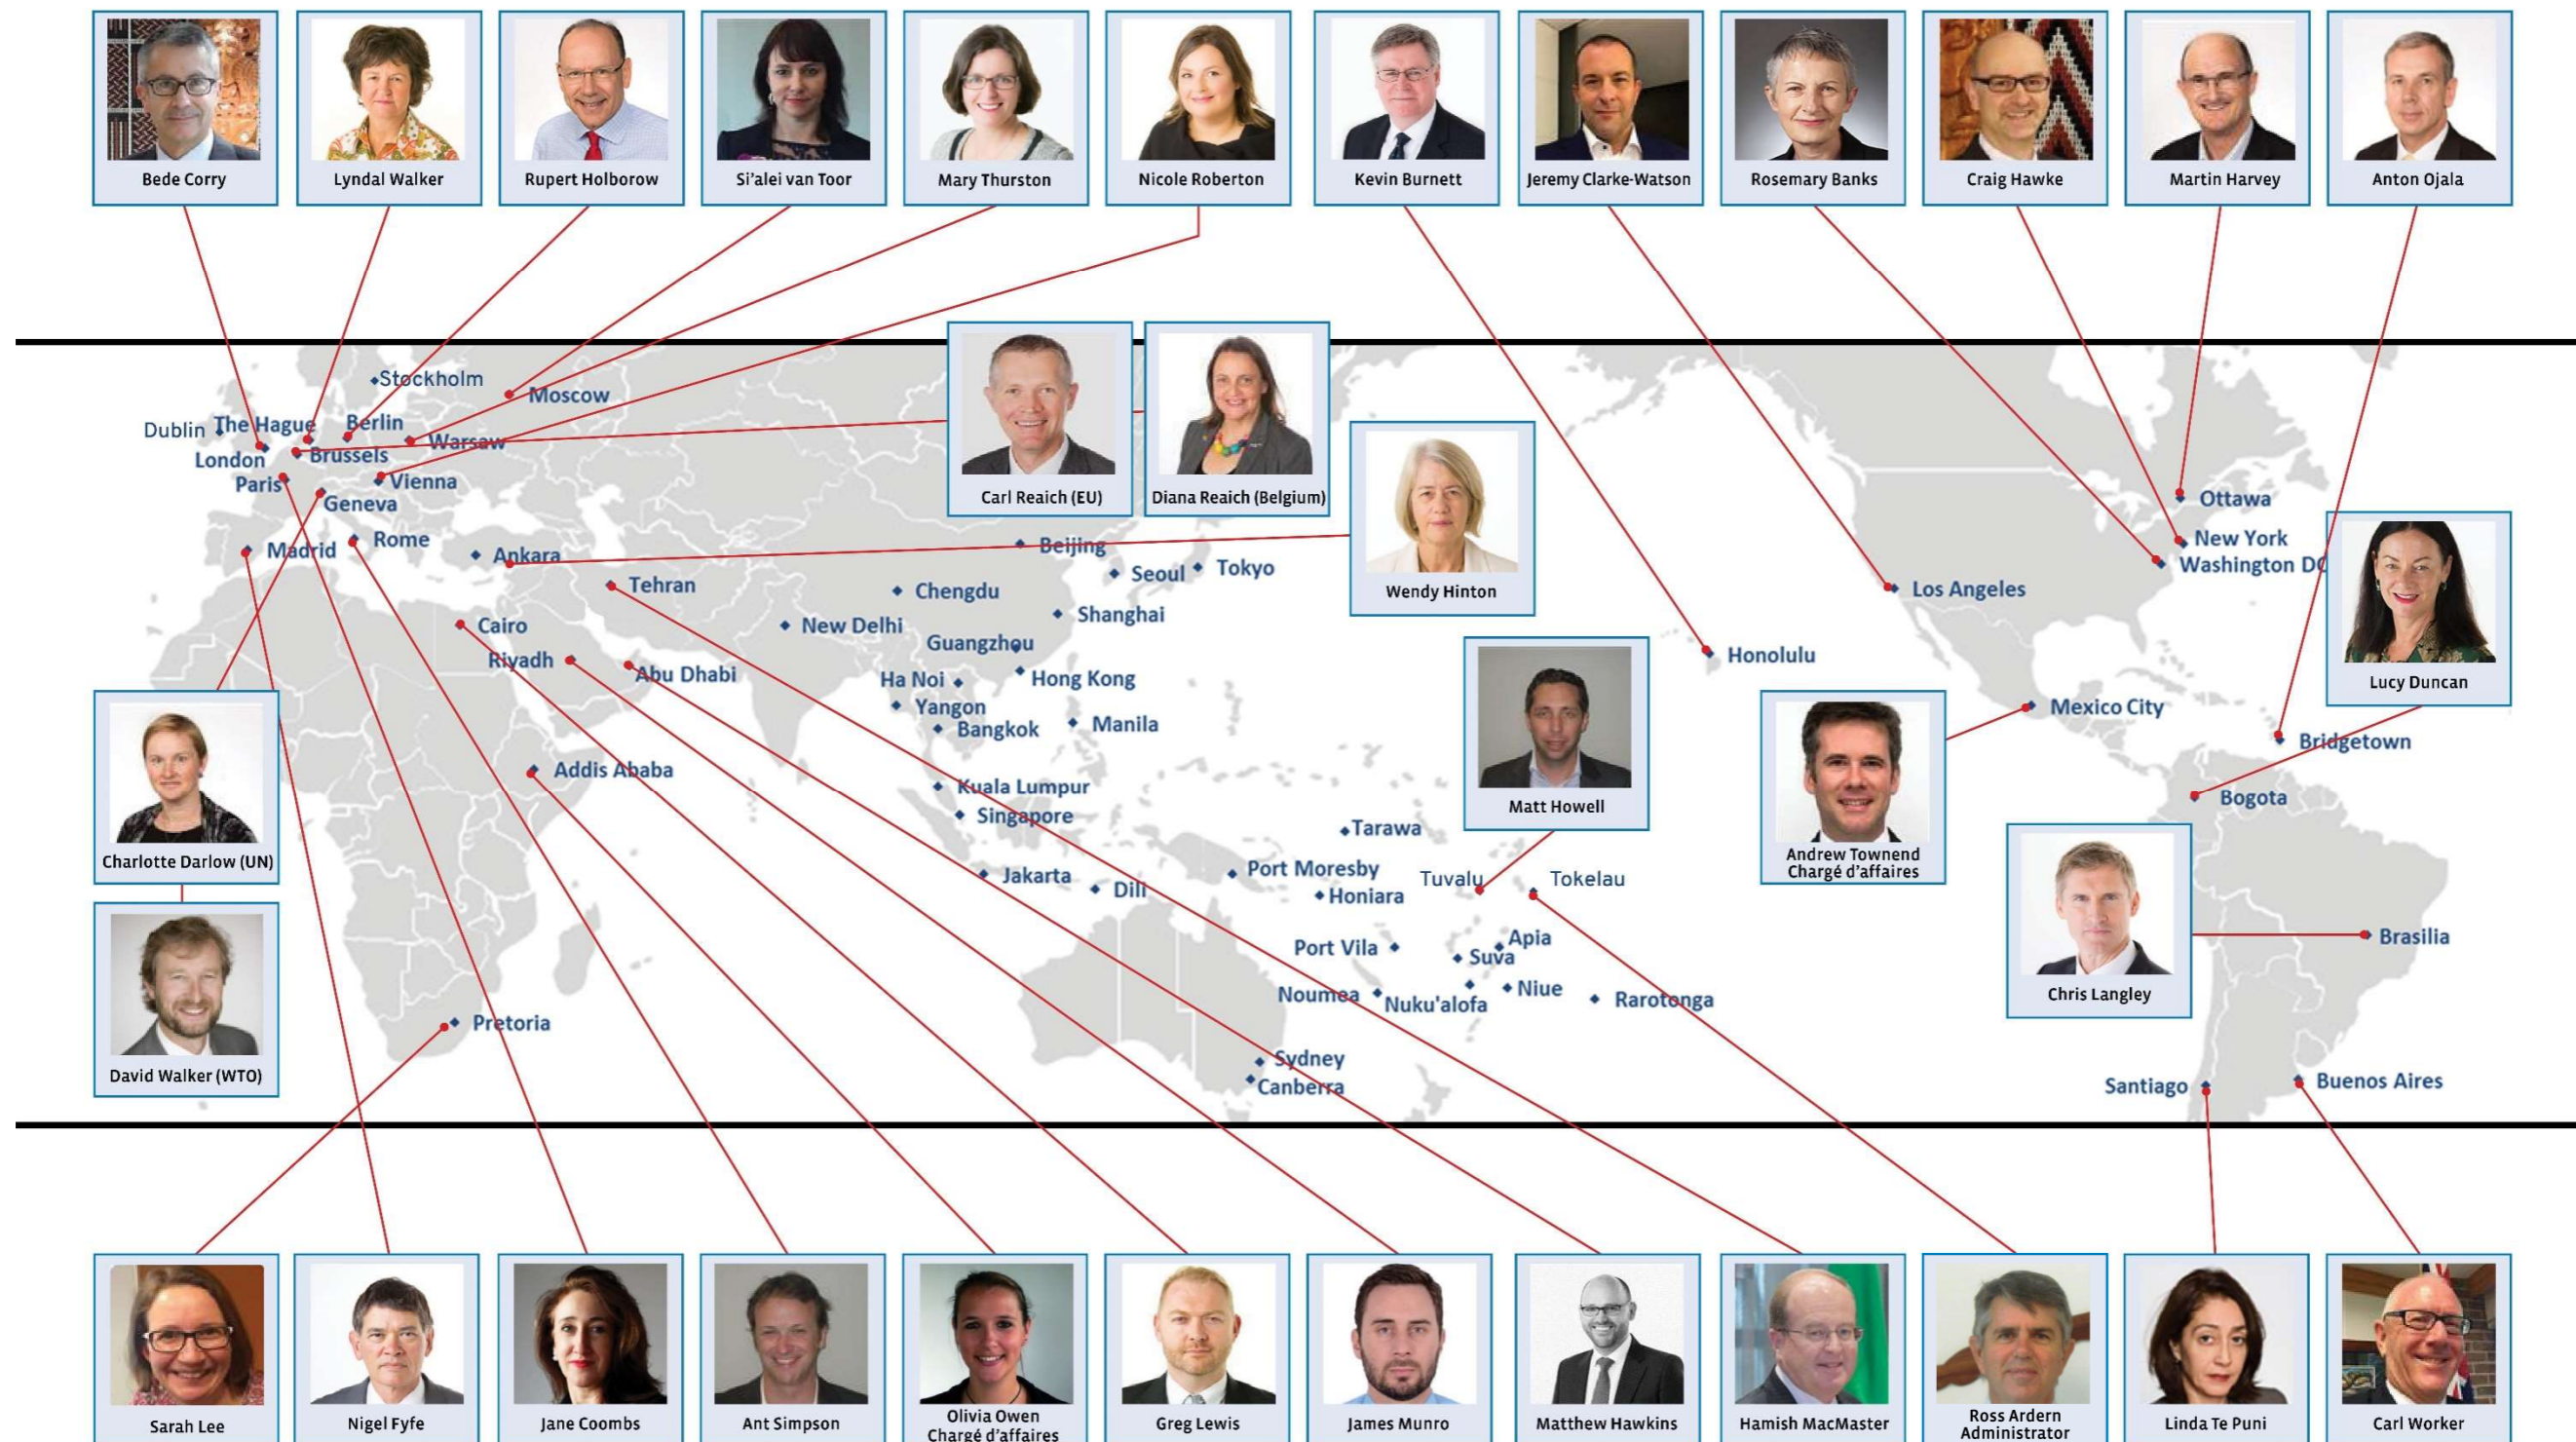 Bede Corry
Lyndal Walker
Rupert Holborow
Si'alei van Toor
Mary Thurston
Nicole Roberton
Kevin Burnett
Jeremy Clarke-Watson
Rosemary Banks
Craig Hawke
Martin Harvey
Anton Ojala
Stockholm
Moscow
Dublin
The Hague
Berlin
Warsaw
London
Brussels
Paris
Vienna
Geneva
Carl Reaich (EU)
Diana Reaich (Belgium)
Ottawa
Madrid
Rome
Ankara
Beijing
Seoul
Tokyo
New York
Washington DC
Tehran
Chengdu
Wendy Hinton
Los Angeles
Cairo
New Delhi
Shanghai
Guangzhou
Riyadh
Abu Dhabi
Ha Noi
Hong Kong
Honolulu
Lucy Duncan
Yangon
Bangkok
Manila
Mexico City
Bridgetown
Addis Ababa
Kuala Lumpur
Singapore
Matt Howell
Bogota
Tarawa
Charlotte Darlow (UN)
Andrew Townend
Chargé d'affaires
Jakarta
Dili
Port Moresby
Honiara
Tuvalu
Tokelau
Port Vila
Apia
Suva
Brasilia
Noumea
Nuku'alofa
Niue
Rarotonga
Chris Langley
Pretoria
David Walker (WTO)
Sydney
Canberra
Santiago
Buenos Aires
Sarah Lee
Nigel Fyfe
Jane Coombs
Ant Simpson
Olivia Owen
Chargé d'affaires
Greg Lewis
James Munro
Matthew Hawkins
Hamish MacMaster
Ross Ardern
Administrator
Linda Te Puni
Carl Worker